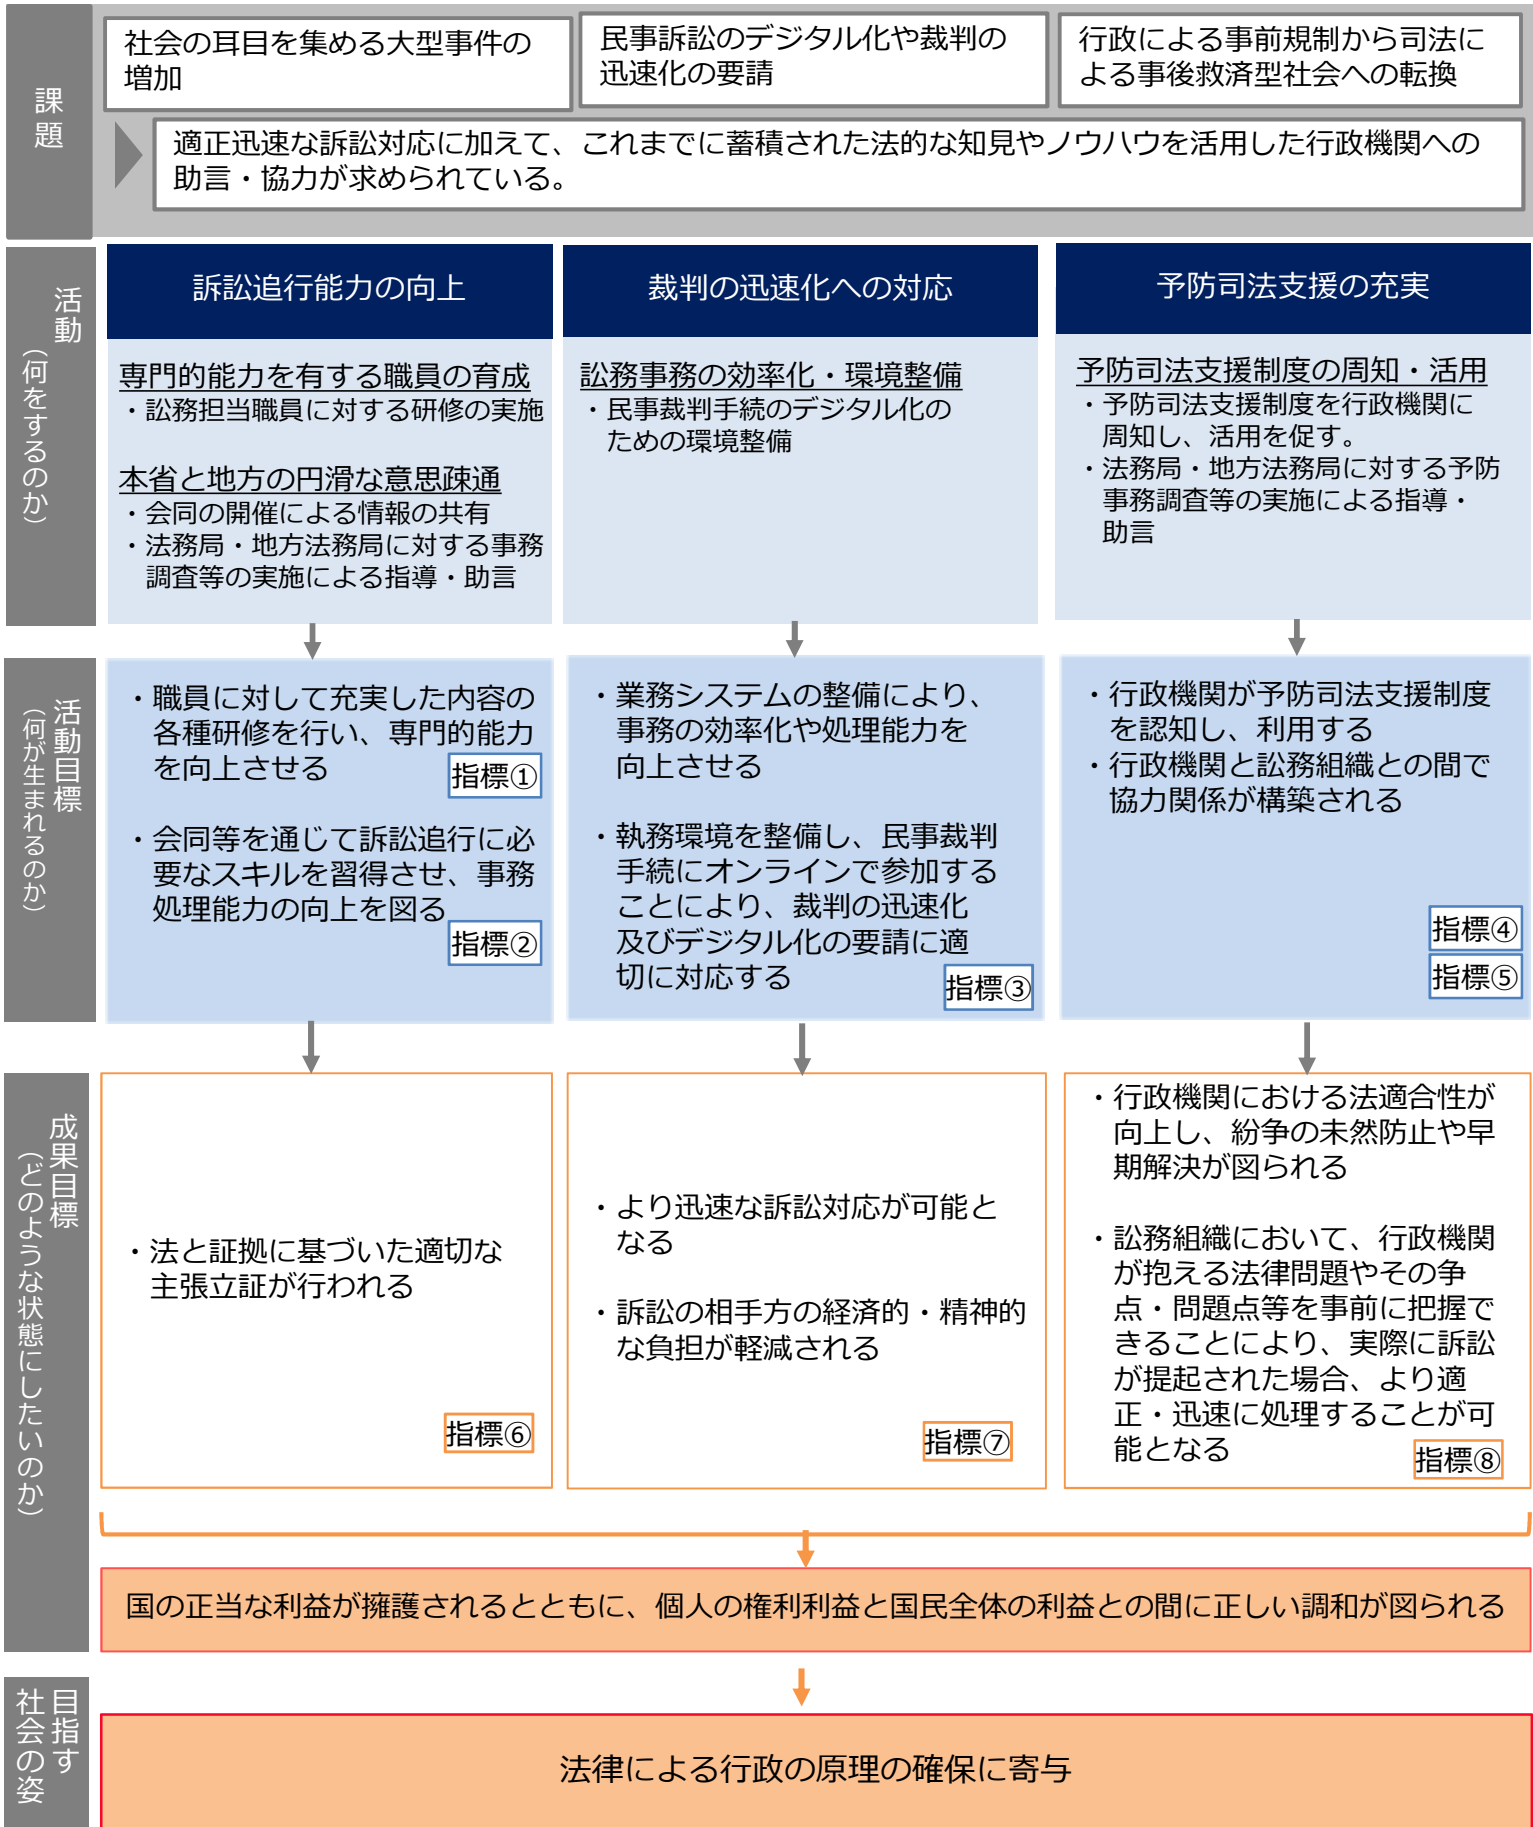 課題
社会の耳目を集める大型事件の
増加
民事訴訟のデジタル化や裁判の
迅速化の要請
行政による事前規制から司法に
よる事後救済型社会への転換
適正迅速な訴訟対応に加えて、これまでに蓄積された法的な知見やノウハウを活用した行政機関への
助言・協力が求められている。
活動
（何をするのか）
訴訟追行能力の向上
専門的能力を有する職員の育成
・訟務担当職員に対する研修の実施
本省と地方の円滑な意思疎通
・会同の開催による情報の共有
・法務局・地方法務局に対する事務
調査等の実施による指導・助言
裁判の迅速化への対応
訟務事務の効率化・環境整備
・民事裁判手続のデジタル化の
ための環境整備
予防司法支援の充実
予防司法支援制度の周知・活用
・予防司法支援制度を行政機関に
周知し、活用を促す。
・法務局・地方法務局に対する予防
事務調査等の実施による指導・
助言
活動目標
（何が生まれるのか）
・職員に対して充実した内容の
各種研修を行い、専門的能力
を向上させる
指標①
・会同等を通じて訴訟追行に必
要なスキルを習得させ、事務
処理能力の向上を図る
指標②
・業務システムの整備により、
事務の効率化や処理能力を
向上させる
・執務環境を整備し、民事裁判
手続にオンラインで参加する
ことにより、裁判の迅速化
及びデジタル化の要請に適
切に対応する
指標③
・行政機関が予防司法支援制度
を認知し、利用する
・行政機関と訟務組織との間で
協力関係が構築される
指標④
指標⑤
成果目標
（どのような状態にしたいのか）
・法と証拠に基づいた適切な
主張立証が行われる
指標⑥
・より迅速な訴訟対応が可能と
なる
・訴訟の相手方の経済的・精神的
な負担が軽減される
指標⑦
・行政機関における法適合性が
向上し、紛争の未然防止や早
期解決が図られる
・訟務組織において、行政機関
が抱える法律問題やその争
点・問題点等を事前に把握で
きることにより、実際に訴訟
が提起された場合、より適
正・迅速に処理することが可
能となる
指標⑧
国の正当な利益が擁護されるとともに、個人の権利利益と国民全体の利益との間に正しい調和が図られる
目指す
社会の姿
法律による行政の原理の確保に寄与